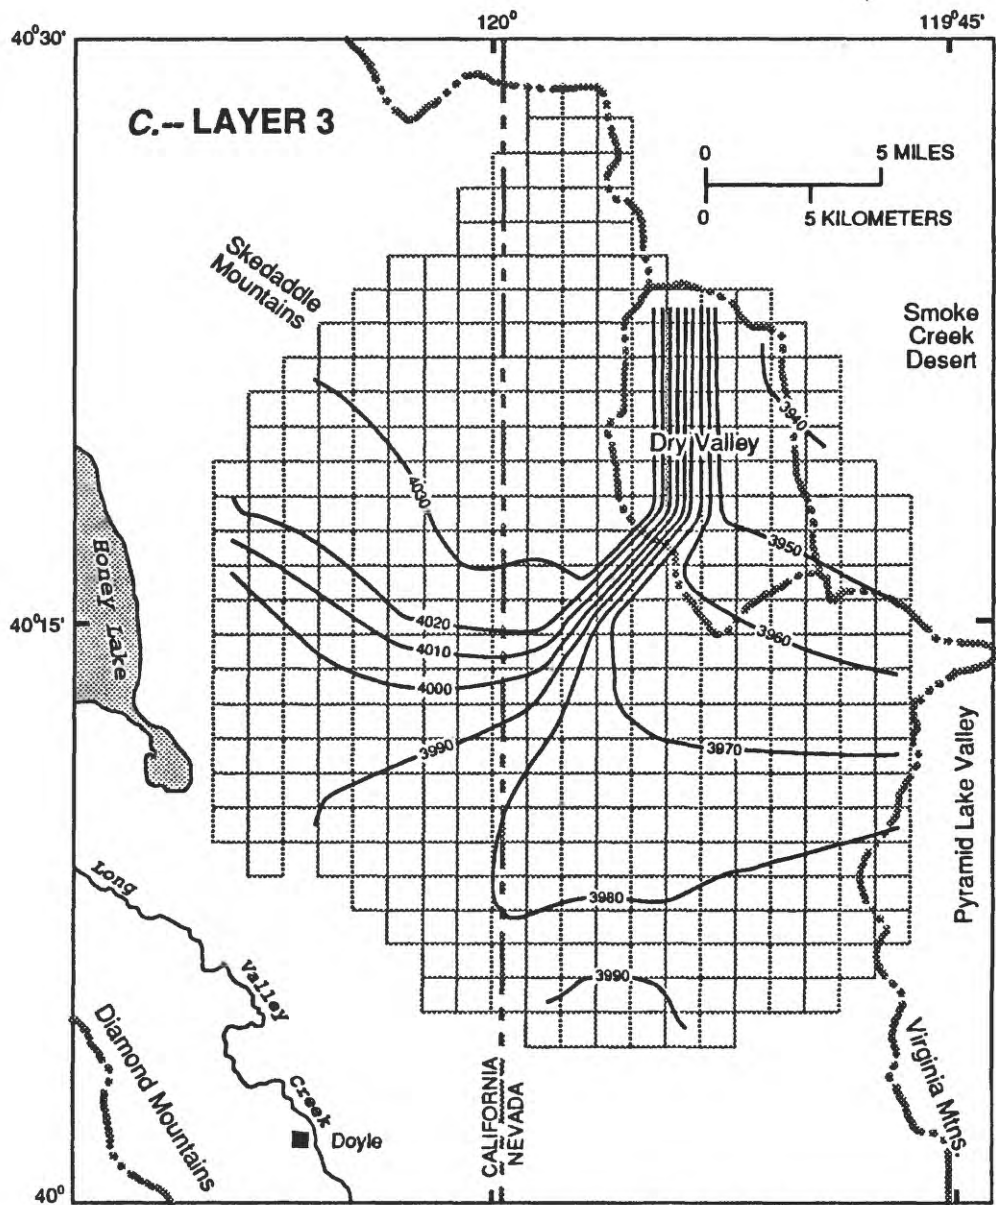 120°
119°45'
40°30'
C.-- LAYER 3
0
5 MILES
0
5 KILOMETERS
Skedaddle
Mountains
Smoke
Creek
Desert
3940
Dry Valley
4030
3950
Honey Lake
40°15'
4020
3960
4010
4000
3990
3970
Pyramid Lake Valley
Long
3980
Valley
3990
Diamond Mountains
Virginia Mtns.
Creek
CALIFORNIA
NEVADA
Doyle
40°